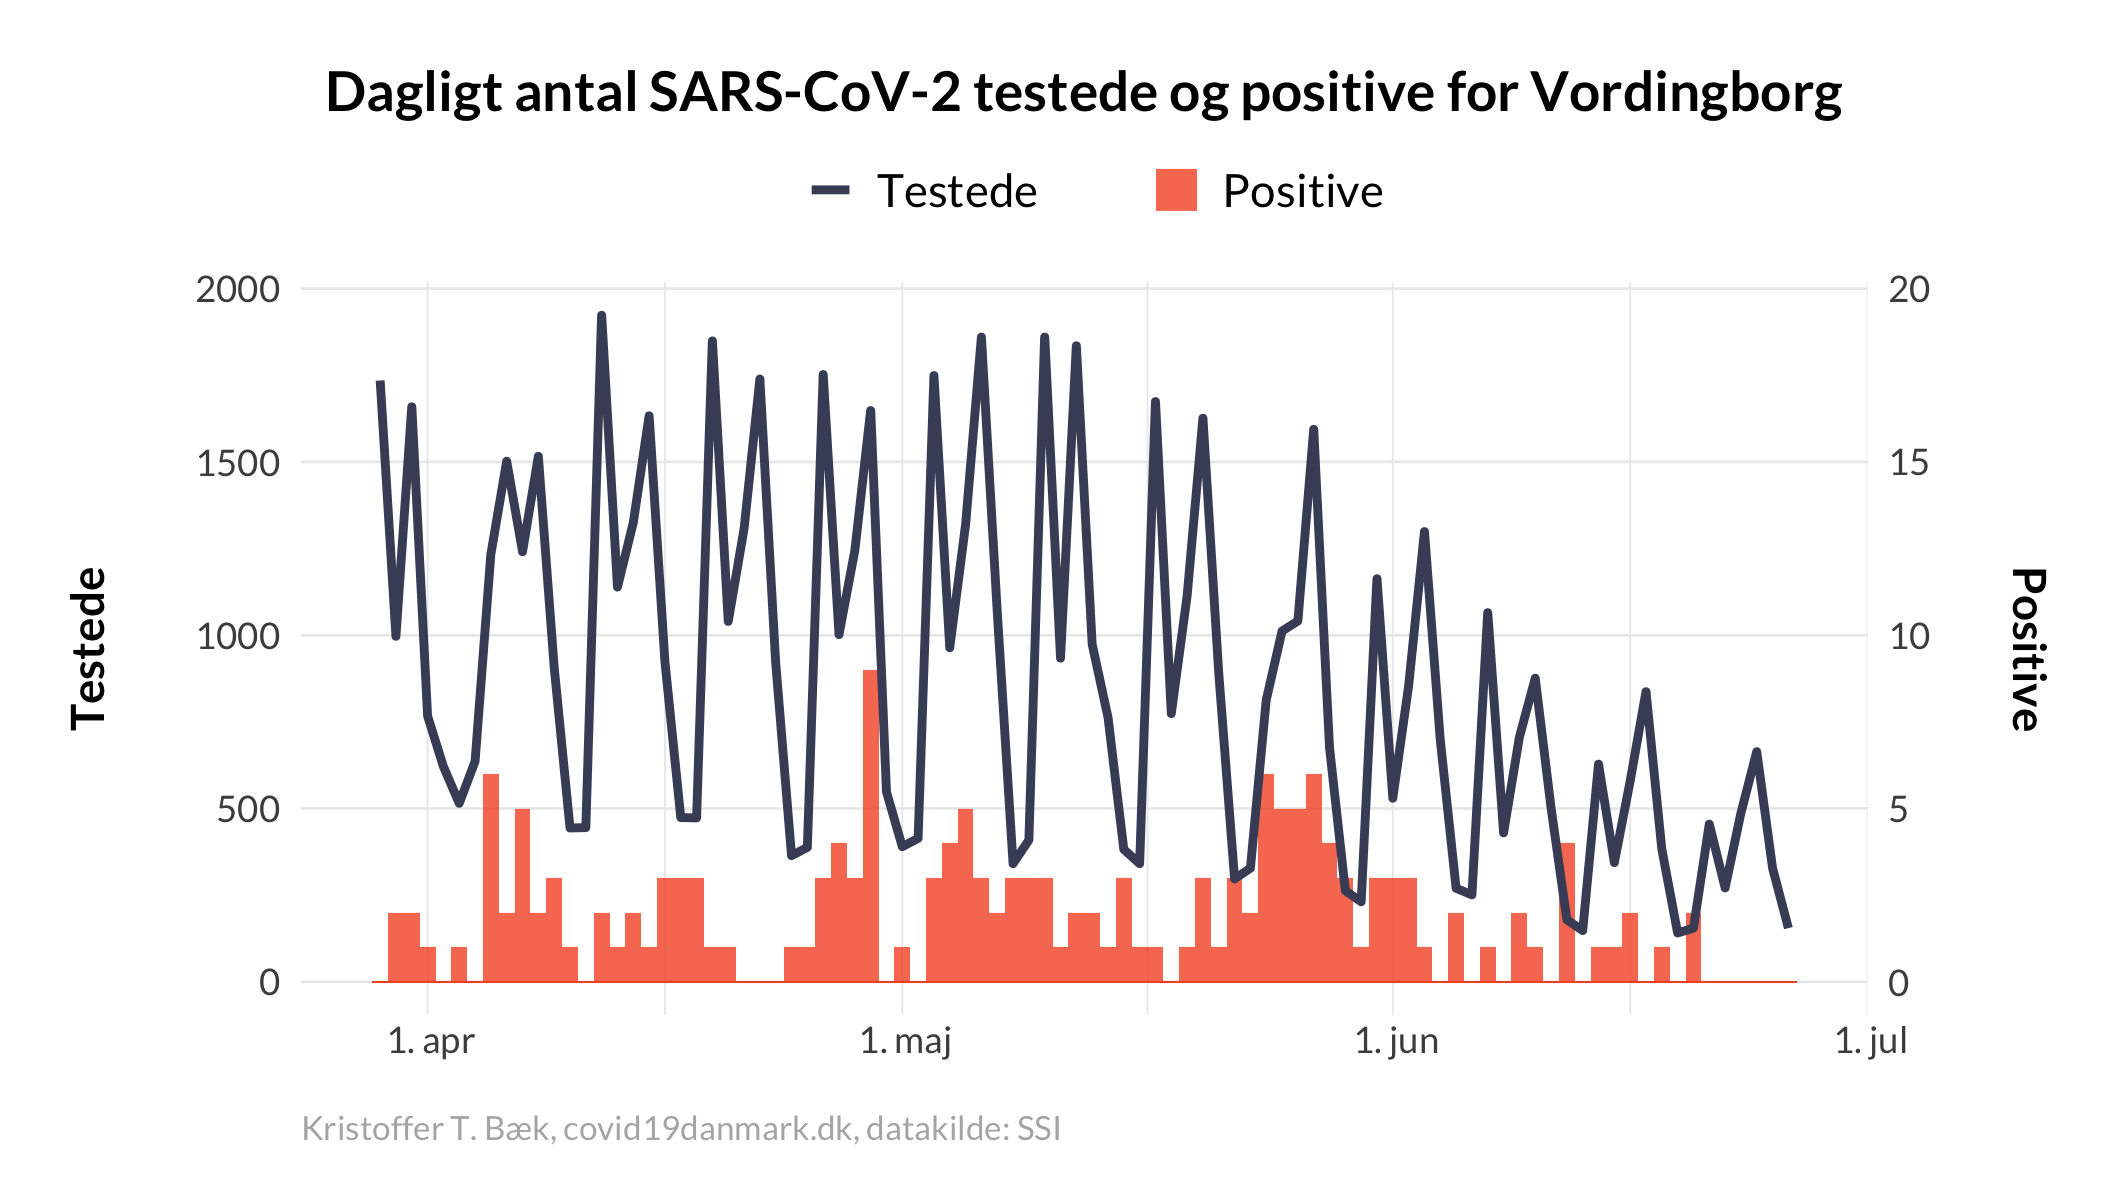 Dagligt antal SARS-CoV-2 testede og positive for Vordingborg
Testede Positive
2000 20
1500 15
1000 10
500 5
0 0
Testede
Positive
1. apr 1. maj 1. jun 1. jul
Kristoffer T. Bæk, covid19danmark.dk, datakilde: SSI